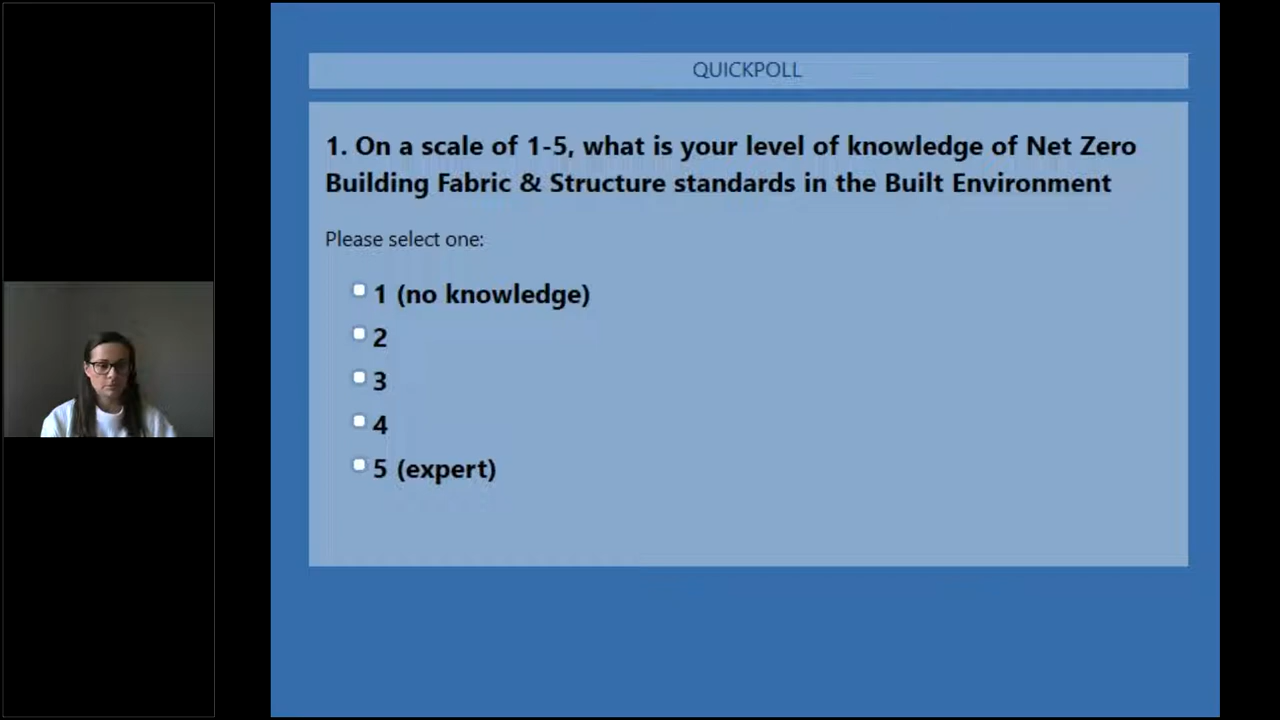 QUICKPOLL
1. On a scale of 1-5, what is your level of knowledge of Net Zero
Building Fabric & Structure standards in the Built Environment
Please select one:
1 (no knowledge)
2
3
4
5 (expert)